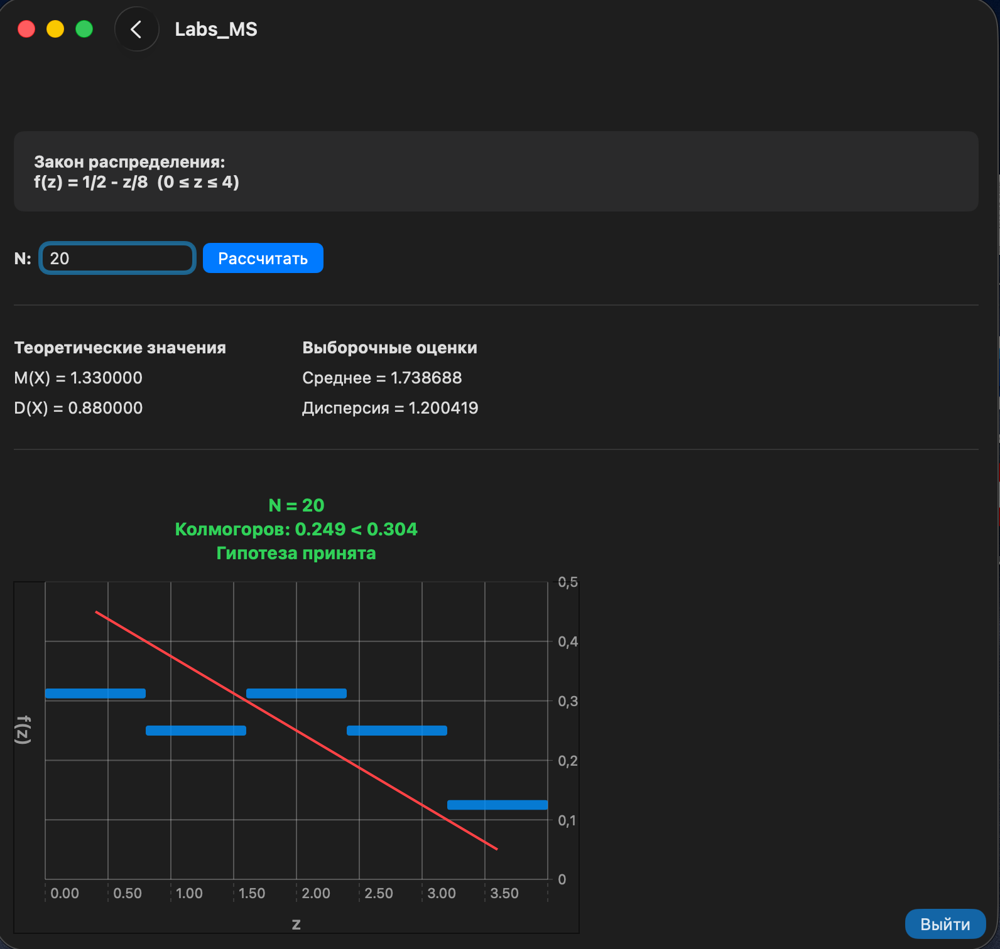 Labs_MS
Закон распределения:
f(z) = 1/2 - z/8 (0 ≤ z ≤ 4)
N: 20 Рассчитать
Теоретические значения
M(X) = 1.330000
D(X) = 0.880000
Выборочные оценки
Среднее = 1.738688
Дисперсия = 1.200419
N = 20
Колмогоров: 0.249 < 0.304
Гипотеза принята
0,5
0,4
0,3
0,2
0,1
0
f(z)
0.00 0.50 1.00 1.50 2.00 2.50 3.00 3.50
z
Выйти